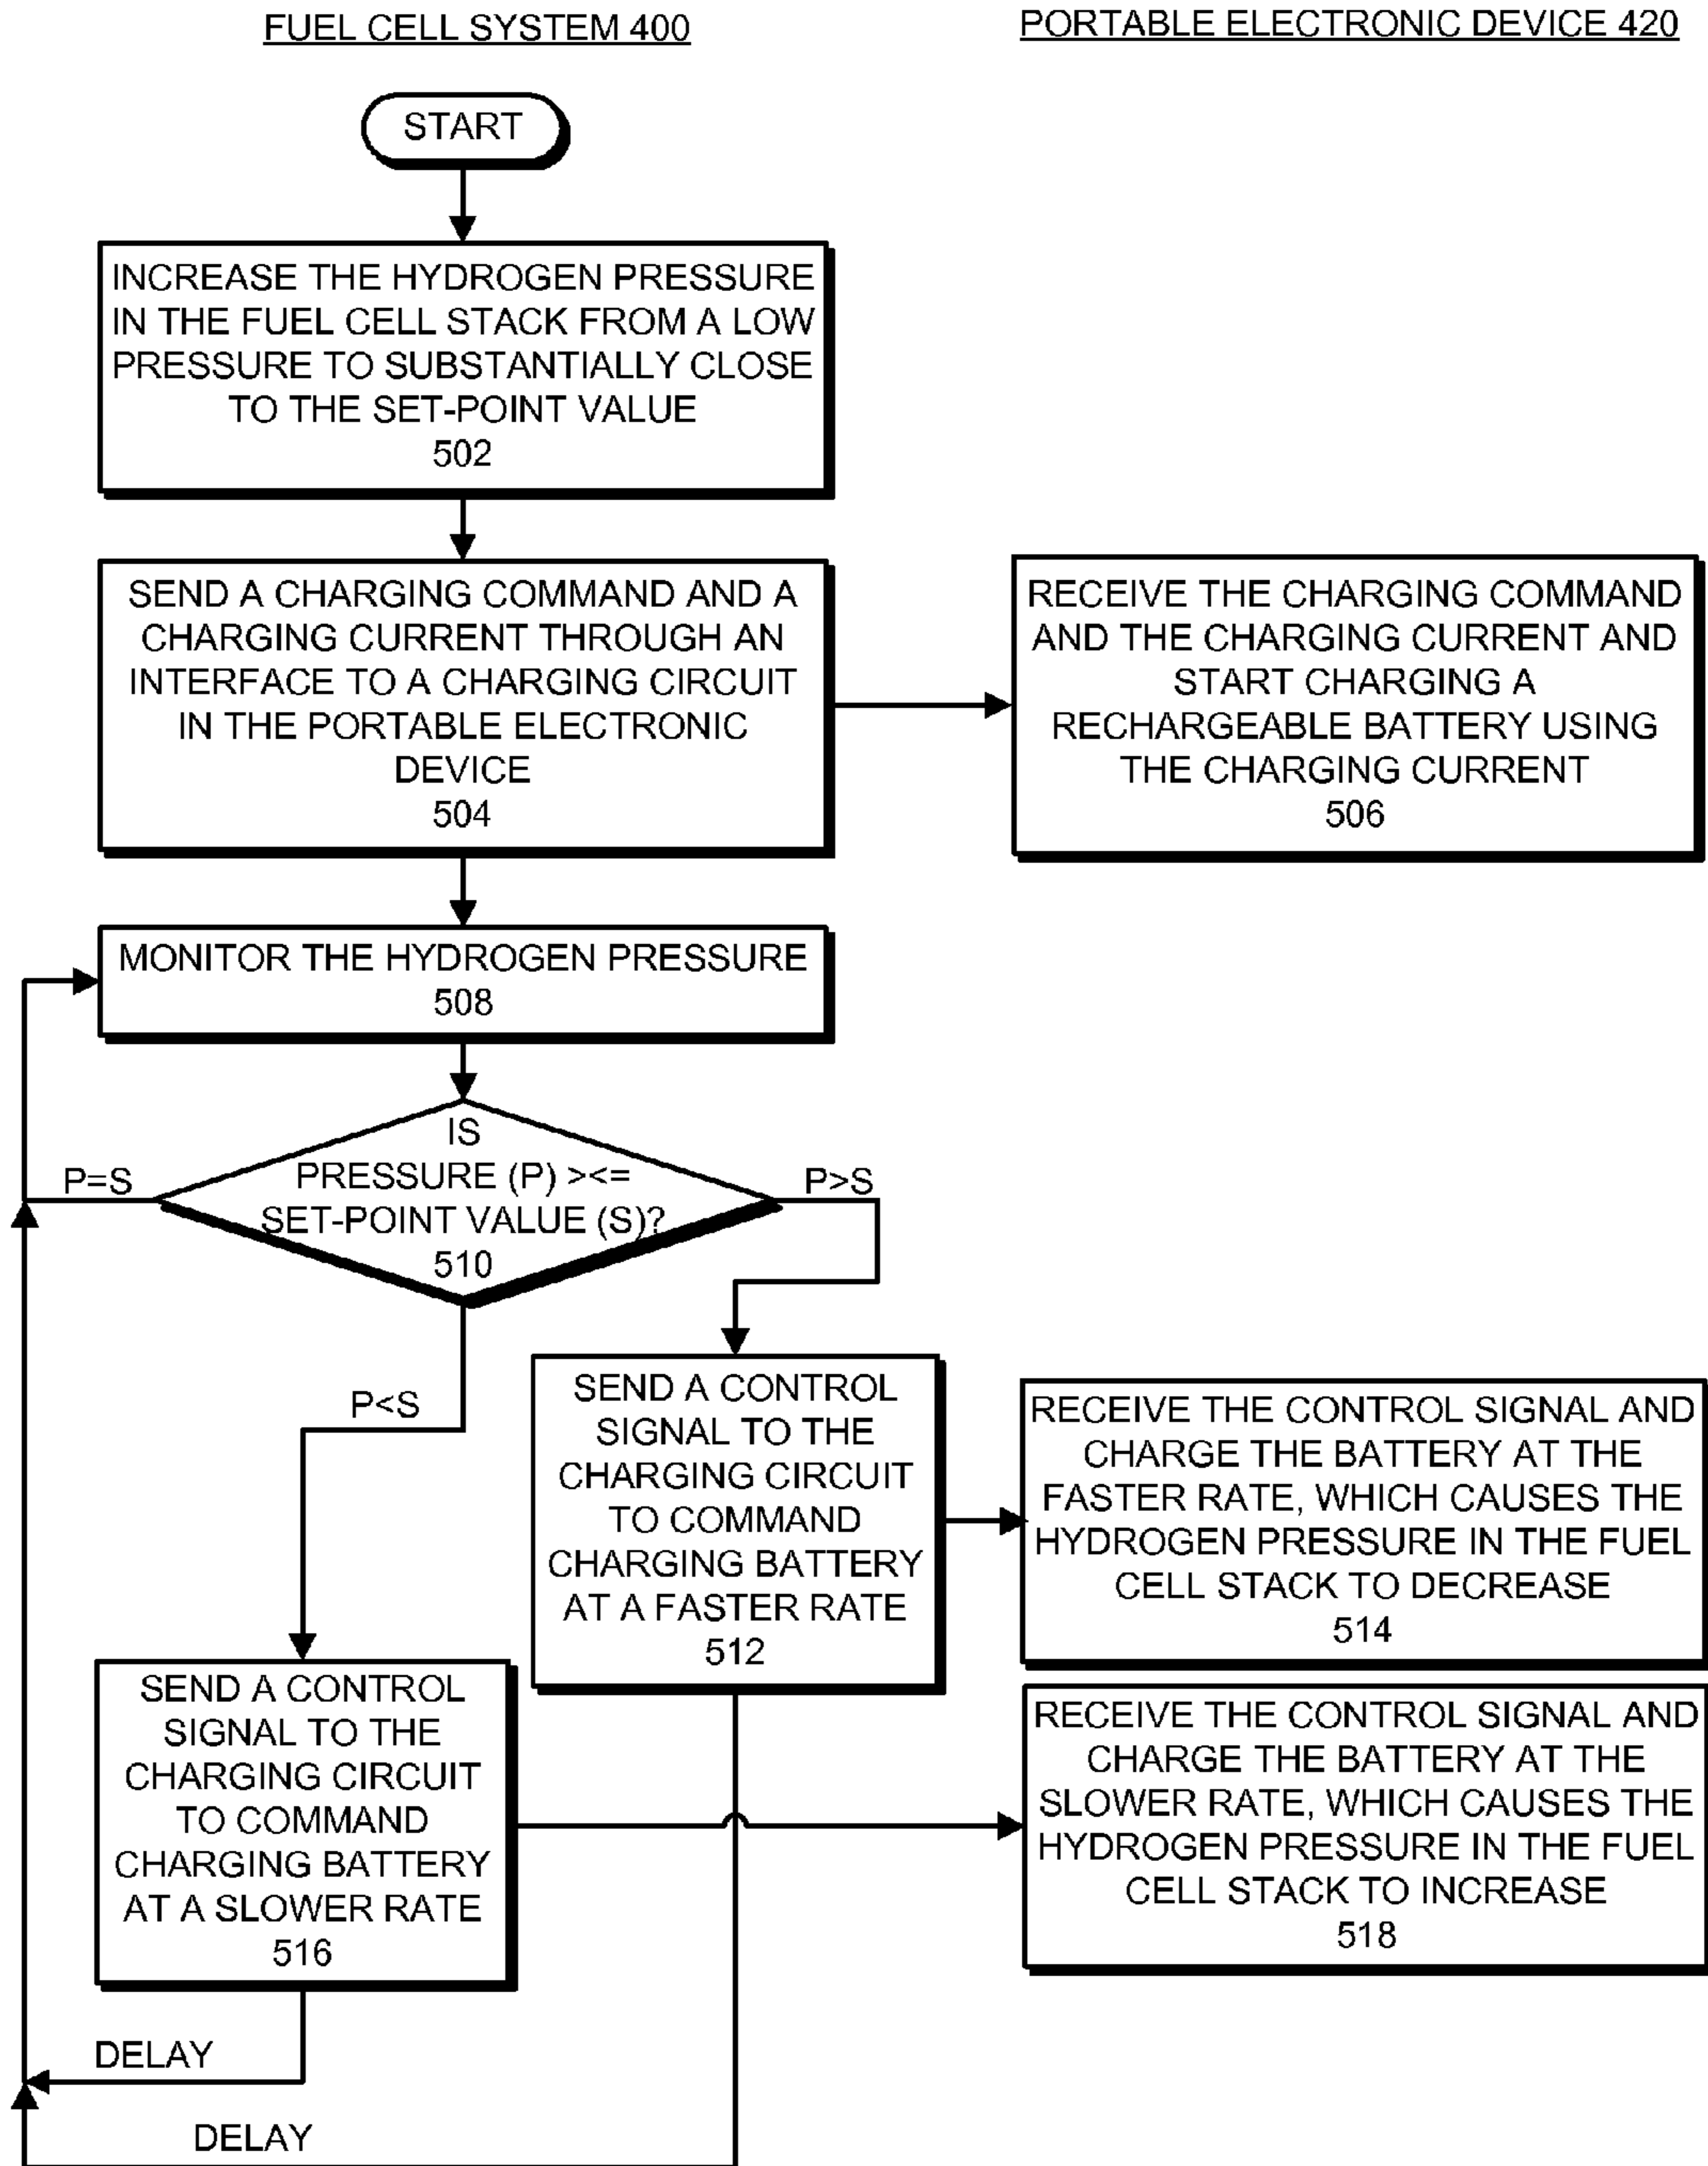 FUEL CELL SYSTEM 400
PORTABLE ELECTRONIC DEVICE 420
START
INCREASE THE HYDROGEN PRESSURE
IN THE FUEL CELL STACK FROM A LOW
PRESSURE TO SUBSTANTIALLY CLOSE
TO THE SET-POINT VALUE
502
SEND A CHARGING COMMAND AND A
CHARGING CURRENT THROUGH AN
INTERFACE TO A CHARGING CIRCUIT
IN THE PORTABLE ELECTRONIC
DEVICE
504
RECEIVE THE CHARGING COMMAND
AND THE CHARGING CURRENT AND
START CHARGING A
RECHARGEABLE BATTERY USING
THE CHARGING CURRENT
506
MONITOR THE HYDROGEN PRESSURE
508
IS
PRESSURE (P) ><=
SET-POINT VALUE (S)?
510
P=S
P>S
P<S
SEND A CONTROL
SIGNAL TO THE
CHARGING CIRCUIT
TO COMMAND
CHARGING BATTERY
AT A FASTER RATE
512
RECEIVE THE CONTROL SIGNAL AND
CHARGE THE BATTERY AT THE
FASTER RATE, WHICH CAUSES THE
HYDROGEN PRESSURE IN THE FUEL
CELL STACK TO DECREASE
514
SEND A CONTROL
SIGNAL TO THE
CHARGING CIRCUIT
TO COMMAND
CHARGING BATTERY
AT A SLOWER RATE
516
RECEIVE THE CONTROL SIGNAL AND
CHARGE THE BATTERY AT THE
SLOWER RATE, WHICH CAUSES THE
HYDROGEN PRESSURE IN THE FUEL
CELL STACK TO INCREASE
518
DELAY
DELAY